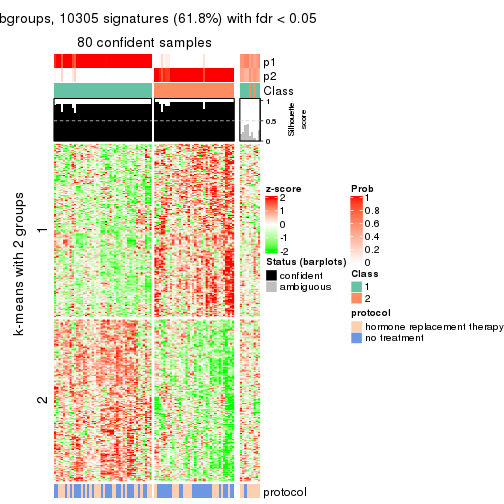 bgroups, 10305 signatures (61.8%) with fdr < 0.05
80 confident samples
p1
p2
Class
1
0.5
0
Silhouette
score
k-means with 2 groups
1
2
z-score
2
1
0
-1
-2
Status (barplots)
confident
ambiguous
Prob
1
0.8
0.6
0.4
0.2
0
Class
1
2
protocol
hormone replacement therapy
no treatment
protocol